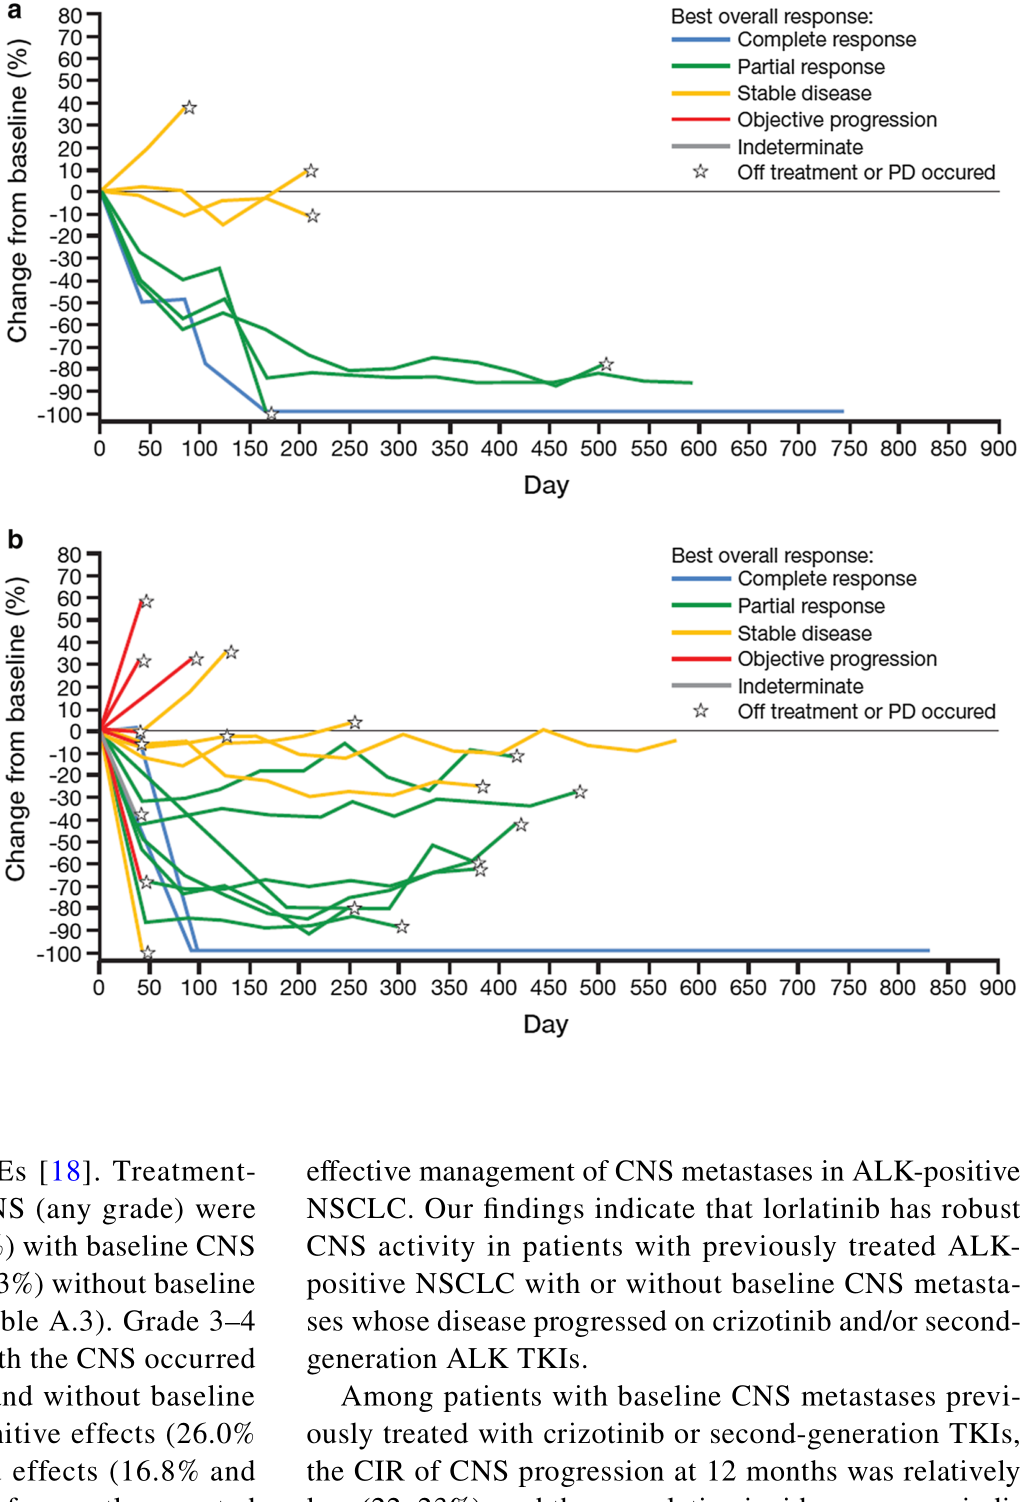 a
80
70
60
50
40
30
20
10
0
-10
-20
-30
-40
-50
-60
-70
-80
-90
-100
Change from baseline (%)
Best overall response:
Complete response
Partial response
Stable disease
Objective progression
Indeterminate
Off treatment or PD occured
0 50 100 150 200 250 300 350 400 450 500 550 600 650 700 750 800 850 900
Day
b
80
70
60
50
40
30
20
10
0
-10
-20
-30
-40
-50
-60
-70
-80
-90
-100
Change from baseline (%)
Best overall response:
Complete response
Partial response
Stable disease
Objective progression
Indeterminate
Off treatment or PD occured
0 50 100 150 200 250 300 350 400 450 500 550 600 650 700 750 800 850 900
Day
Es [18]. Treatment-
NS (any grade) were
%) with baseline CNS
3%) without baseline
ble A.3). Grade 3–4
th the CNS occurred
and without baseline
nitive effects (26.0%
effects (16.8% and
effective management of CNS metastases in ALK-positive
NSCLC. Our findings indicate that lorlatinib has robust
CNS activity in patients with previously treated ALK-
positive NSCLC with or without baseline CNS metasta-
ses whose disease progressed on crizotinib and/or second-
generation ALK TKIs.
Among patients with baseline CNS metastases previ-
ously treated with crizotinib or second-generation TKIs,
the CIR of CNS progression at 12 months was relatively